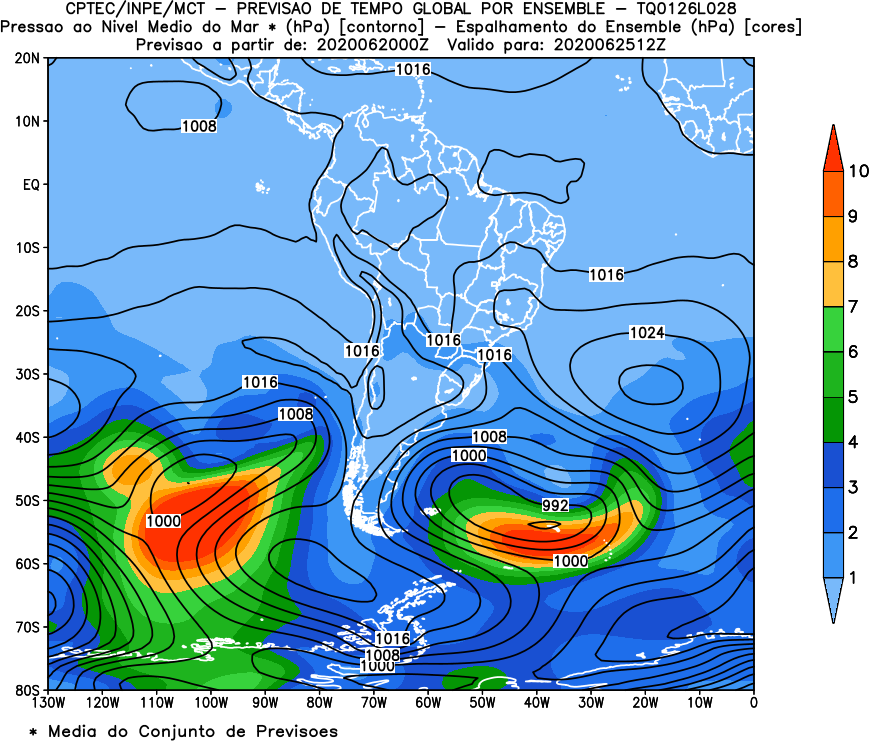 CPTEC/INPE/MCT - PREVISAO DE TEMPO GLOBAL POR ENSEMBLE - TQ0126L028
Pressao ao Nivel Medio do Mar * (hPa) [contorno] - Espalhamento do Ensemble (hPa) [cores]
Previsao a partir de: 2020062000Z Valido para: 2020062512Z
20N
10N
EQ
10S
20S
30S
40S
50S
60S
70S
80S
1016
1008
1016
1024
1016
1016
1016
1016
1008
1008
1000
992
1000
1000
1016
1008
1000
10
9
8
7
6
5
4
3
2
1
130W 120W 110W 100W 90W 80W 70W 60W 50W 40W 30W 20W 10W 0
* Media do Conjunto de Previsoes